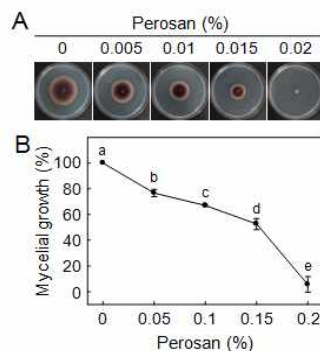 A
Perosan (%)
0 0.005 0.01 0.015 0.02
B
Mycelial growth (%)
100
80
60
40
20
0
a
b
c
d
e
0 0.05 0.1 0.15 0.2
Perosan (%)